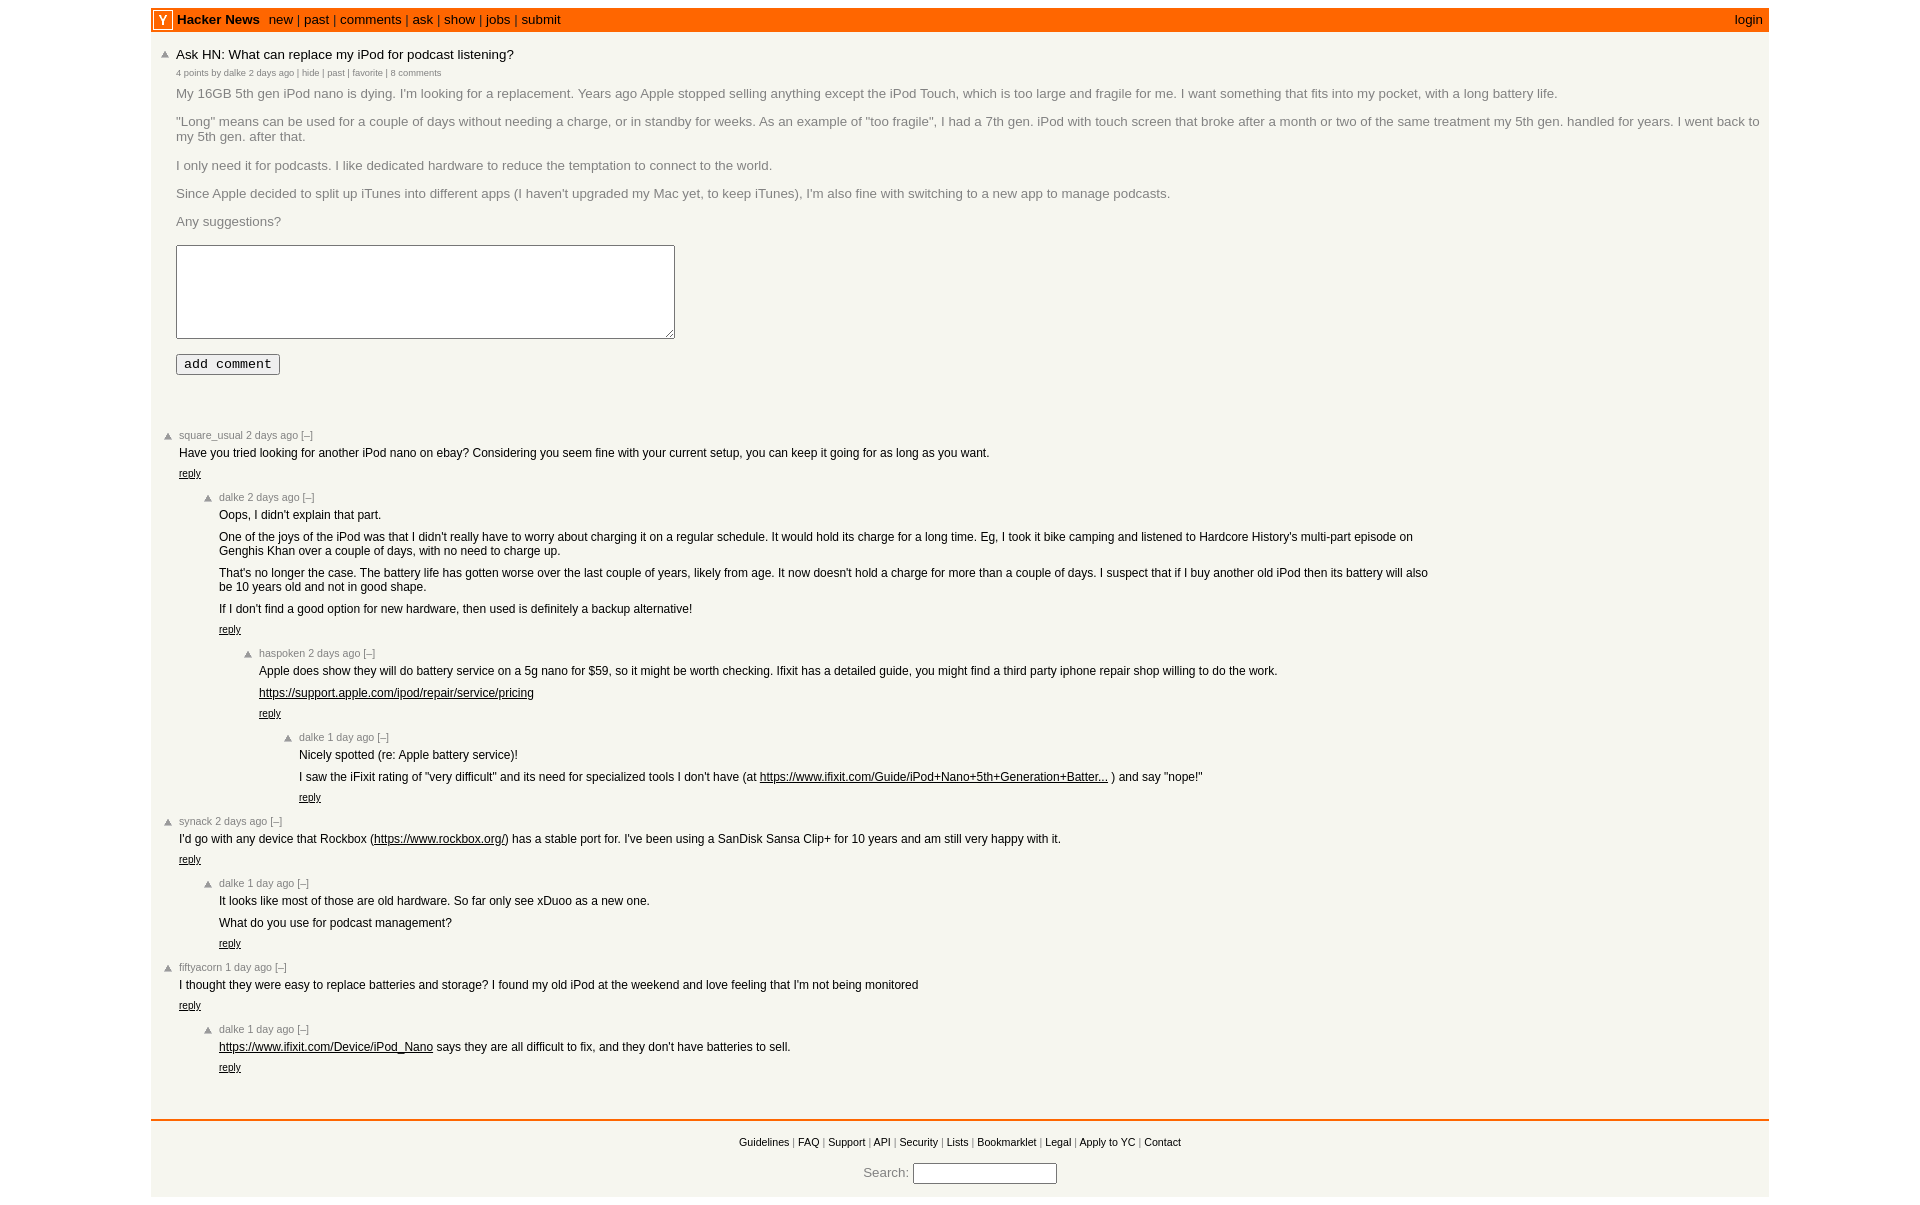 Y Hacker News new | past | comments | ask | show | jobs | submit login
Ask HN: What can replace my iPod for podcast listening?
4 points by dalke 2 days ago | hide | past | favorite | 8 comments
My 16GB 5th gen iPod nano is dying. I'm looking for a replacement. Years ago Apple stopped selling anything except the iPod Touch, which is too large and fragile for me. I want something that fits into my pocket, with a long battery life.
"Long" means can be used for a couple of days without needing a charge, or in standby for weeks. As an example of "too fragile", I had a 7th gen. iPod with touch screen that broke after a month or two of the same treatment my 5th gen. handled for years. I went back to
my 5th gen. after that.
I only need it for podcasts. I like dedicated hardware to reduce the temptation to connect to the world.
Since Apple decided to split up iTunes into different apps (I haven't upgraded my Mac yet, to keep iTunes), I'm also fine with switching to a new app to manage podcasts.
Any suggestions?
add comment
square_usual 2 days ago [–]
Have you tried looking for another iPod nano on ebay? Considering you seem fine with your current setup, you can keep it going for as long as you want.
reply
dalke 2 days ago [–]
Oops, I didn't explain that part.
One of the joys of the iPod was that I didn't really have to worry about charging it on a regular schedule. It would hold its charge for a long time. Eg, I took it bike camping and listened to Hardcore History's multi-part episode on
Genghis Khan over a couple of days, with no need to charge up.
That's no longer the case. The battery life has gotten worse over the last couple of years, likely from age. It now doesn't hold a charge for more than a couple of days. I suspect that if I buy another old iPod then its battery will also
be 10 years old and not in good shape.
If I don't find a good option for new hardware, then used is definitely a backup alternative!
reply
haspoken 2 days ago [–]
Apple does show they will do battery service on a 5g nano for $59, so it might be worth checking. Ifixit has a detailed guide, you might find a third party iphone repair shop willing to do the work.
https://support.apple.com/ipod/repair/service/pricing
reply
dalke 1 day ago [–]
Nicely spotted (re: Apple battery service)!
I saw the iFixit rating of "very difficult" and its need for specialized tools I don't have (at https://www.ifixit.com/Guide/iPod+Nano+5th+Generation+Batter... ) and say "nope!"
reply
synack 2 days ago [–]
I'd go with any device that Rockbox (https://www.rockbox.org/) has a stable port for. I've been using a SanDisk Sansa Clip+ for 10 years and am still very happy with it.
reply
dalke 1 day ago [–]
It looks like most of those are old hardware. So far only see xDuoo as a new one.
What do you use for podcast management?
reply
fiftyacorn 1 day ago [–]
I thought they were easy to replace batteries and storage? I found my old iPod at the weekend and love feeling that I'm not being monitored
reply
dalke 1 day ago [–]
https://www.ifixit.com/Device/iPod_Nano says they are all difficult to fix, and they don't have batteries to sell.
reply
Guidelines | FAQ | Support | API | Security | Lists | Bookmarklet | Legal | Apply to YC | Contact
Search: